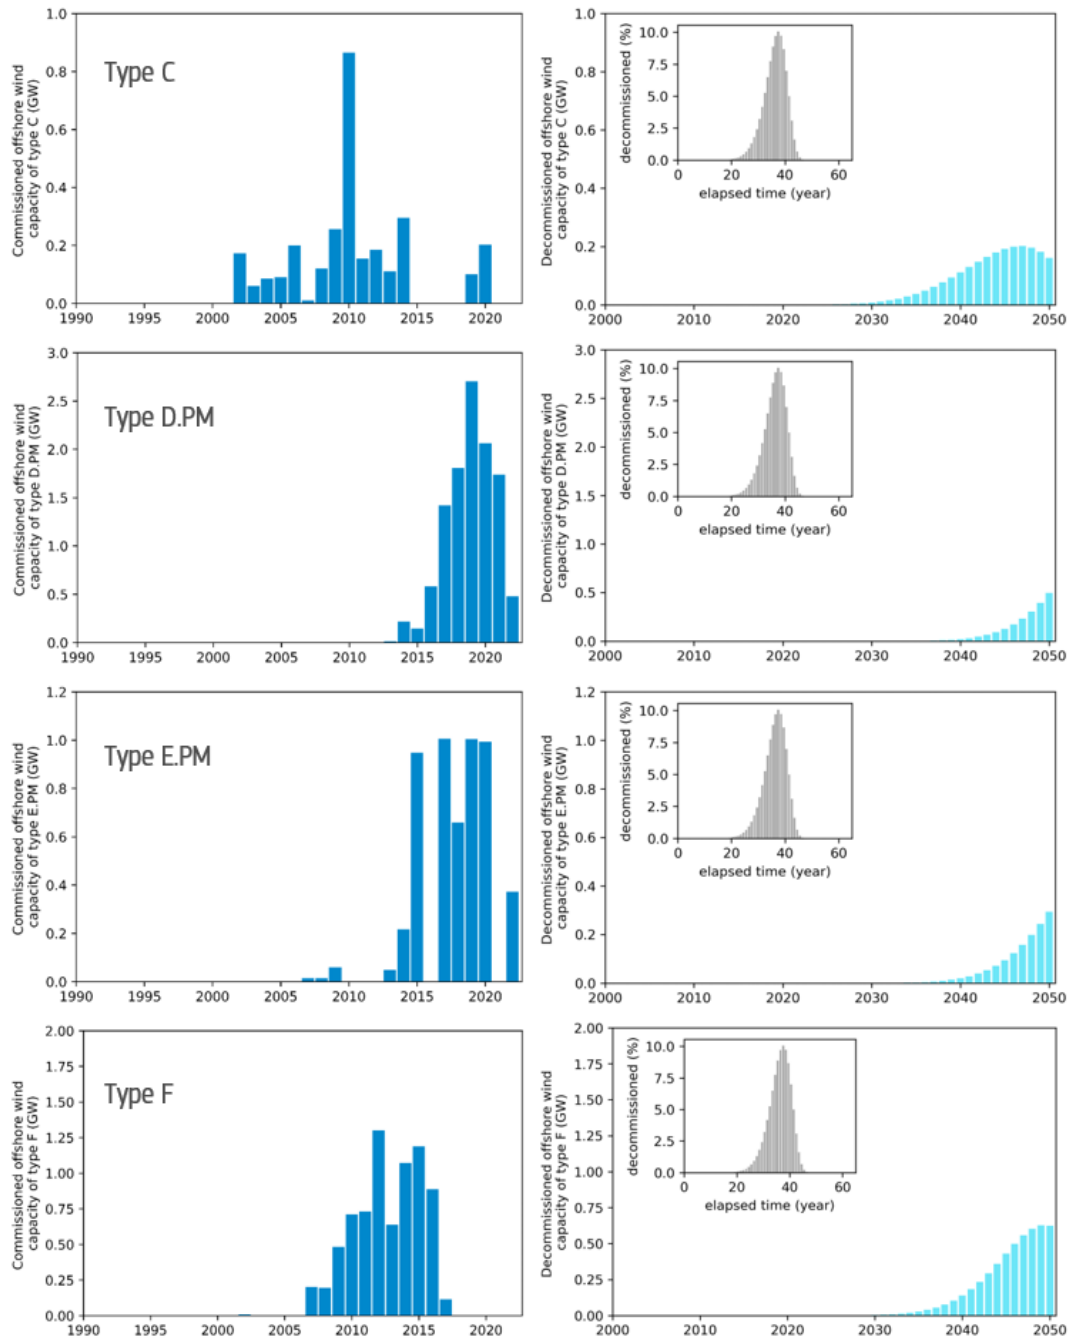 Commissioned offshore wind
capacity of type C (GW)
1.0
0.8
0.6
0.4
0.2
0.0
Type C
1990 1995 2000 2005 2010 2015 2020
Decommissioned offshore wind
capacity of type C (GW)
1.0
0.8
0.6
0.4
0.2
0.0
decommissioned (%)
10.0
7.5
5.0
2.5
0.0
0 20 40 60
elapsed time (year)
2000 2010 2020 2030 2040 2050
Commissioned offshore wind
capacity of type D.PM (GW)
3.0
2.5
2.0
1.5
1.0
0.5
0.0
Type D.PM
1990 1995 2000 2005 2010 2015 2020
Decommissioned offshore wind
capacity of type D.PM (GW)
3.0
2.5
2.0
1.5
1.0
0.5
0.0
decommissioned (%)
10.0
7.5
5.0
2.5
0.0
0 20 40 60
elapsed time (year)
2000 2010 2020 2030 2040 2050
Commissioned offshore wind
capacity of type E.PM (GW)
1.2
1.0
0.8
0.6
0.4
0.2
0.0
Type E.PM
1990 1995 2000 2005 2010 2015 2020
Decommissioned offshore wind
capacity of type E.PM (GW)
1.2
1.0
0.8
0.6
0.4
0.2
0.0
decommissioned (%)
10.0
7.5
5.0
2.5
0.0
0 20 40 60
elapsed time (year)
2000 2010 2020 2030 2040 2050
Commissioned offshore wind
capacity of type F (GW)
2.00
1.75
1.50
1.25
1.00
0.75
0.50
0.25
0.00
Type F
1990 1995 2000 2005 2010 2015 2020
Decommissioned offshore wind
capacity of type F (GW)
2.00
1.75
1.50
1.25
1.00
0.75
0.50
0.25
0.00
decommissioned (%)
10.0
7.5
5.0
2.5
0.0
0 20 40 60
elapsed time (year)
2000 2010 2020 2030 2040 2050